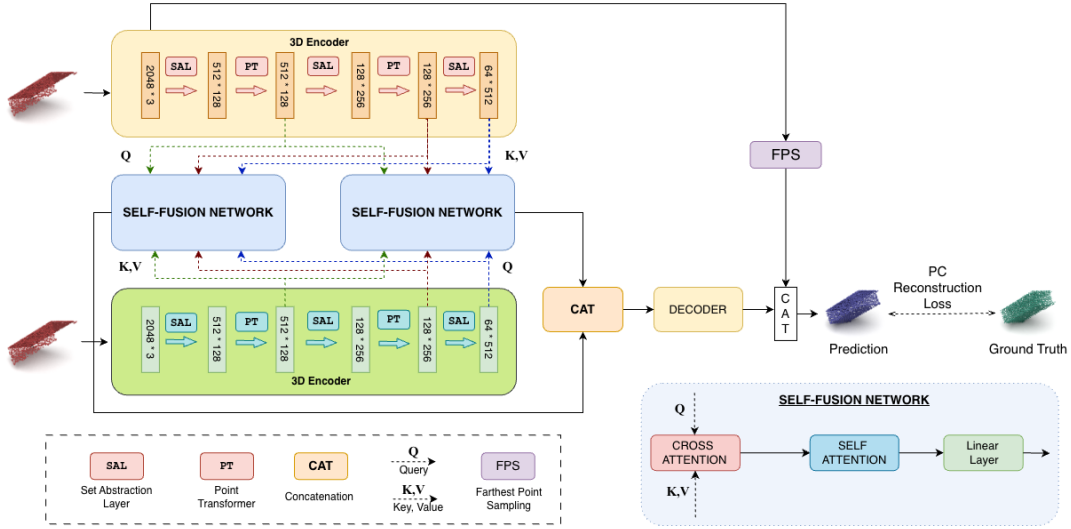 3D Encoder
2048 * 3
SAL
512 * 128
PT
512 * 128
SAL
128 * 256
PT
128 * 256
SAL
64 * 512
Q
K,V
FPS
SELF-FUSION NETWORK
SELF-FUSION NETWORK
K,V
Q
2048 * 3
SAL
512 * 128
PT
512 * 128
SAL
128 * 256
PT
128 * 256
SAL
64 * 512
3D Encoder
CAT
DECODER
CAT
PC
Reconstruction
Loss
Prediction
Ground Truth
SELF-FUSION NETWORK
Q
CROSS
ATTENTION
K,V
SELF
ATTENTION
Linear
Layer
SAL
Set Abstraction
Layer
PT
Point
Transformer
CAT
Concatenation
Q
Query
K,V
Key, Value
FPS
Farthest Point
Sampling